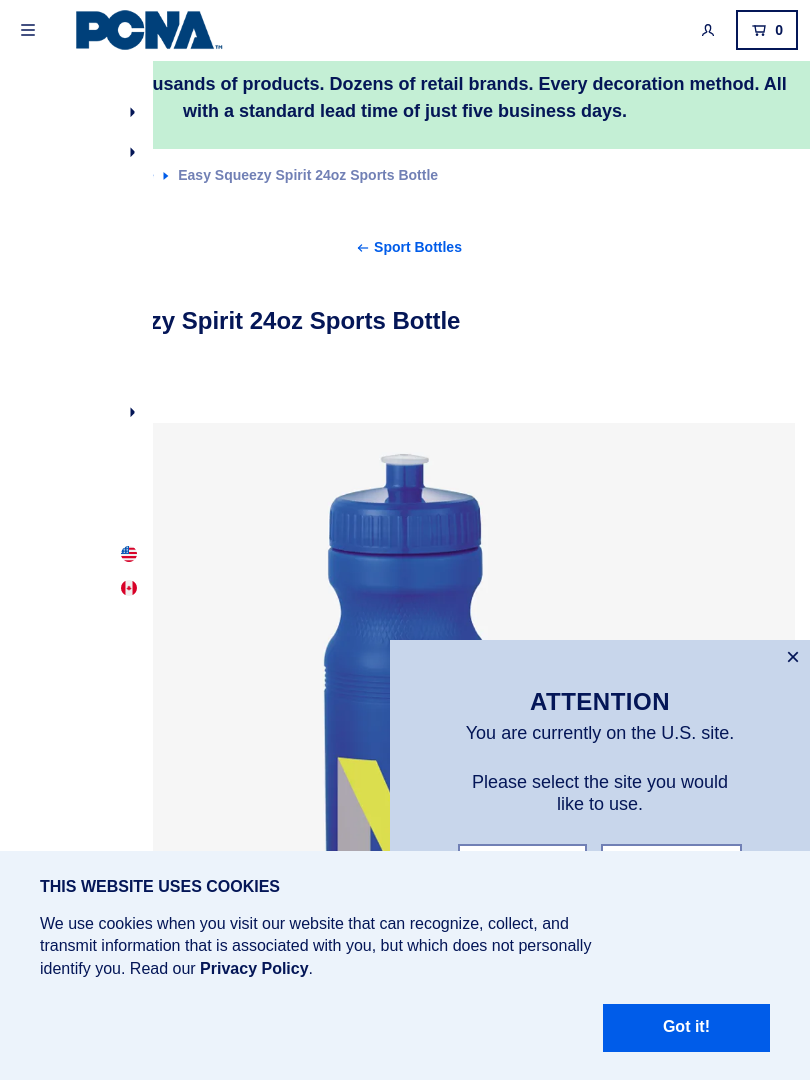 PCNA™
0
usands of products. Dozens of retail brands. Every decoration method. All
with a standard lead time of just five business days.
Easy Squeezy Spirit 24oz Sports Bottle
← Sport Bottles
zy Spirit 24oz Sports Bottle
ATTENTION
You are currently on the U.S. site.
Please select the site you would
like to use.
THIS WEBSITE USES COOKIES
We use cookies when you visit our website that can recognize, collect, and
transmit information that is associated with you, but which does not personally
identify you. Read our Privacy Policy.
Got it!